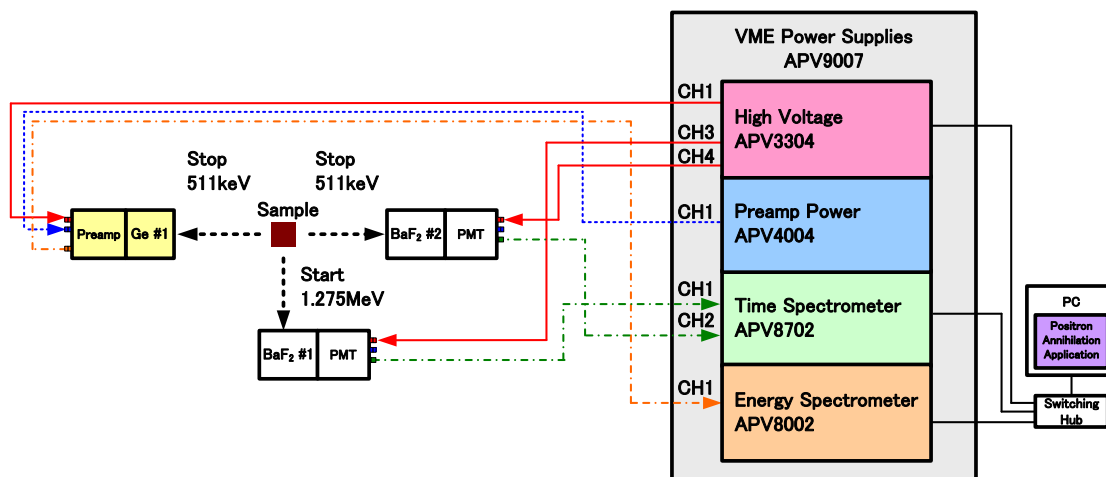 VME Power Supplies
APV9007
CH1
High Voltage
APV3304
CH3
CH4
CH1
Preamp Power
APV4004
CH1
Time Spectrometer
APV8702
CH2
CH1
Energy Spectrometer
APV8002
Stop
511keV
Stop
511keV
Sample
Preamp
Ge #1
BaF₂ #2
PMT
Start
1.275MeV
BaF₂ #1
PMT
PC
Positron
Annihilation
Application
Switching
Hub